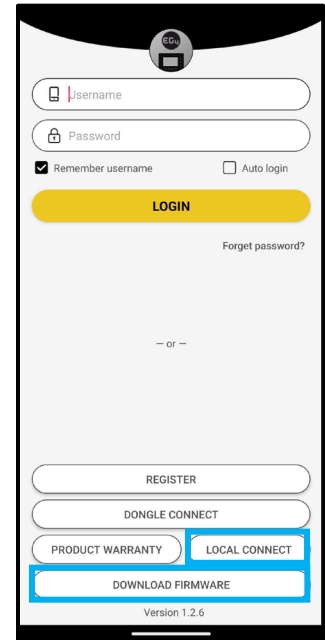 EG4
Username
Password
Remember username Auto login
LOGIN
Forget password?
— or —
REGISTER
DONGLE CONNECT
PRODUCT WARRANTY LOCAL CONNECT
DOWNLOAD FIRMWARE
Version 1.2.6